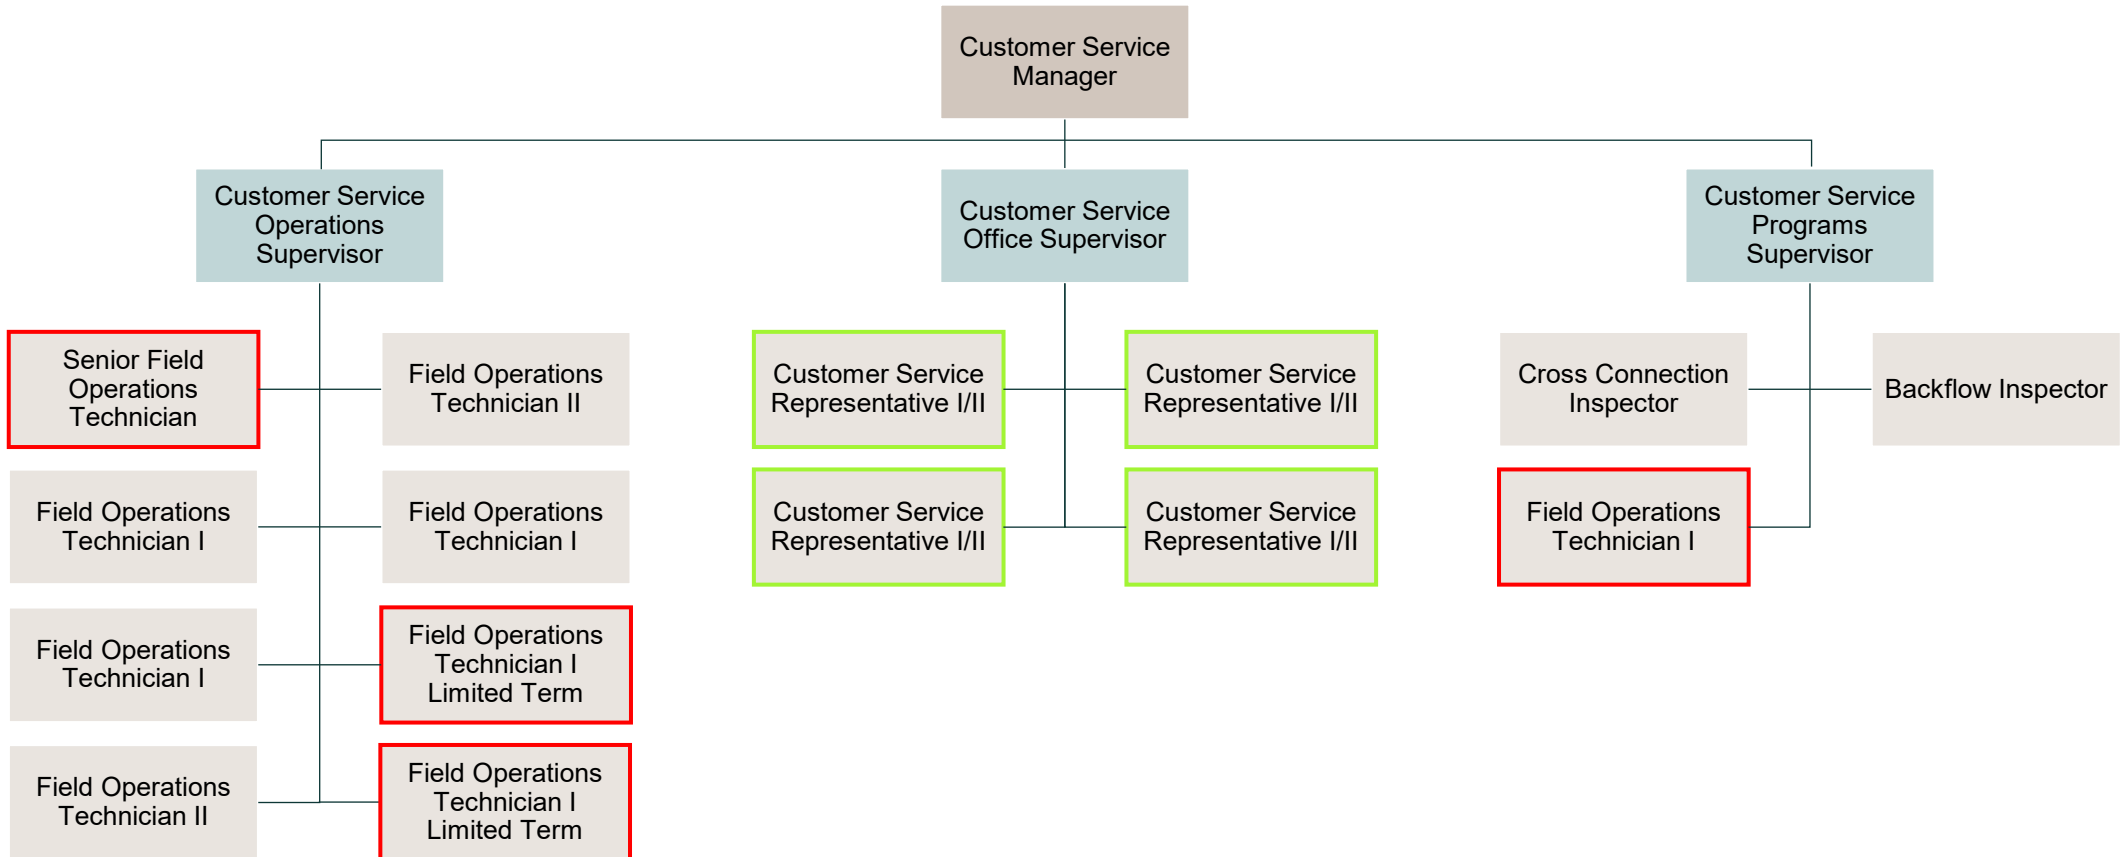 Customer Service
Manager
Customer Service
Operations
Supervisor
Customer Service
Office Supervisor
Customer Service
Programs
Supervisor
Senior Field
Operations
Technician
Field Operations
Technician II
Customer Service
Representative I/II
Customer Service
Representative I/II
Cross Connection
Inspector
Backflow Inspector
Field Operations
Technician I
Field Operations
Technician I
Customer Service
Representative I/II
Customer Service
Representative I/II
Field Operations
Technician I
Field Operations
Technician I
Field Operations
Technician I
Limited Term
Field Operations
Technician II
Field Operations
Technician I
Limited Term